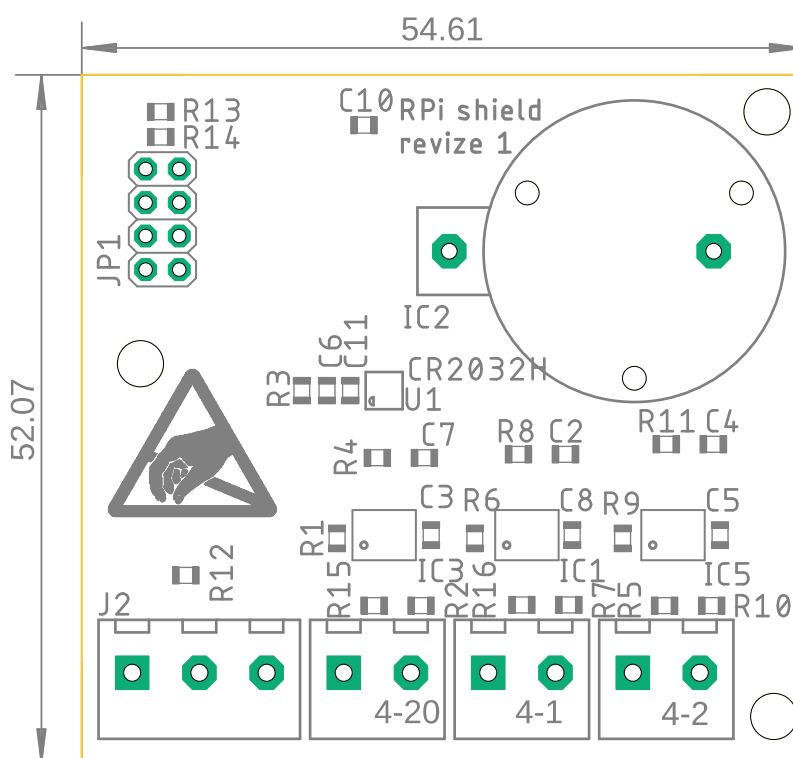 54.61
R13
C10
RPi shield
R14
revize 1
JP1
IC2
C6
C11
CR2032H
R3
U1
52.07
R11
C4
R8
C2
C7
R4
C3
R6
C8
R9
C5
R1
IC3
IC1
IC5
R12
R15
R2
R16
R7
R5
R10
J2
4-20
4-1
4-2